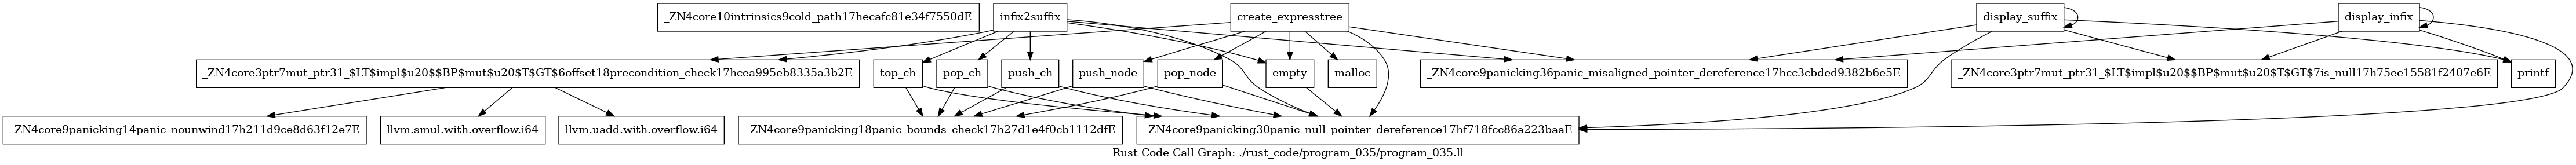 _ZN4core10intrinsics9cold_path17hecafc81e34f7550dE
infix2suffix
create_expresstree
display_suffix
display_infix
_ZN4core3ptr7mut_ptr31_$LT$impl$u20$$BP$mut$u20$T$GT$6offset18precondition_check17hcea995eb8335a3b2E
top_ch
pop_ch
push_ch
push_node
pop_node
empty
malloc
_ZN4core9panicking36panic_misaligned_pointer_dereference17hcc3cbded9382b6e5E
_ZN4core3ptr7mut_ptr31_$LT$impl$u20$$BP$mut$u20$T$GT$7is_null17h75ee15581f2407e6E
printf
_ZN4core9panicking14panic_nounwind17h211d9ce8d63f12e7E
llvm.smul.with.overflow.i64
llvm.uadd.with.overflow.i64
_ZN4core9panicking18panic_bounds_check17h27d1e4f0cb1112dfE
_ZN4core9panicking30panic_null_pointer_dereference17hf718fcc86a223baaE
Rust Code Call Graph: ./rust_code/program_035/program_035.ll